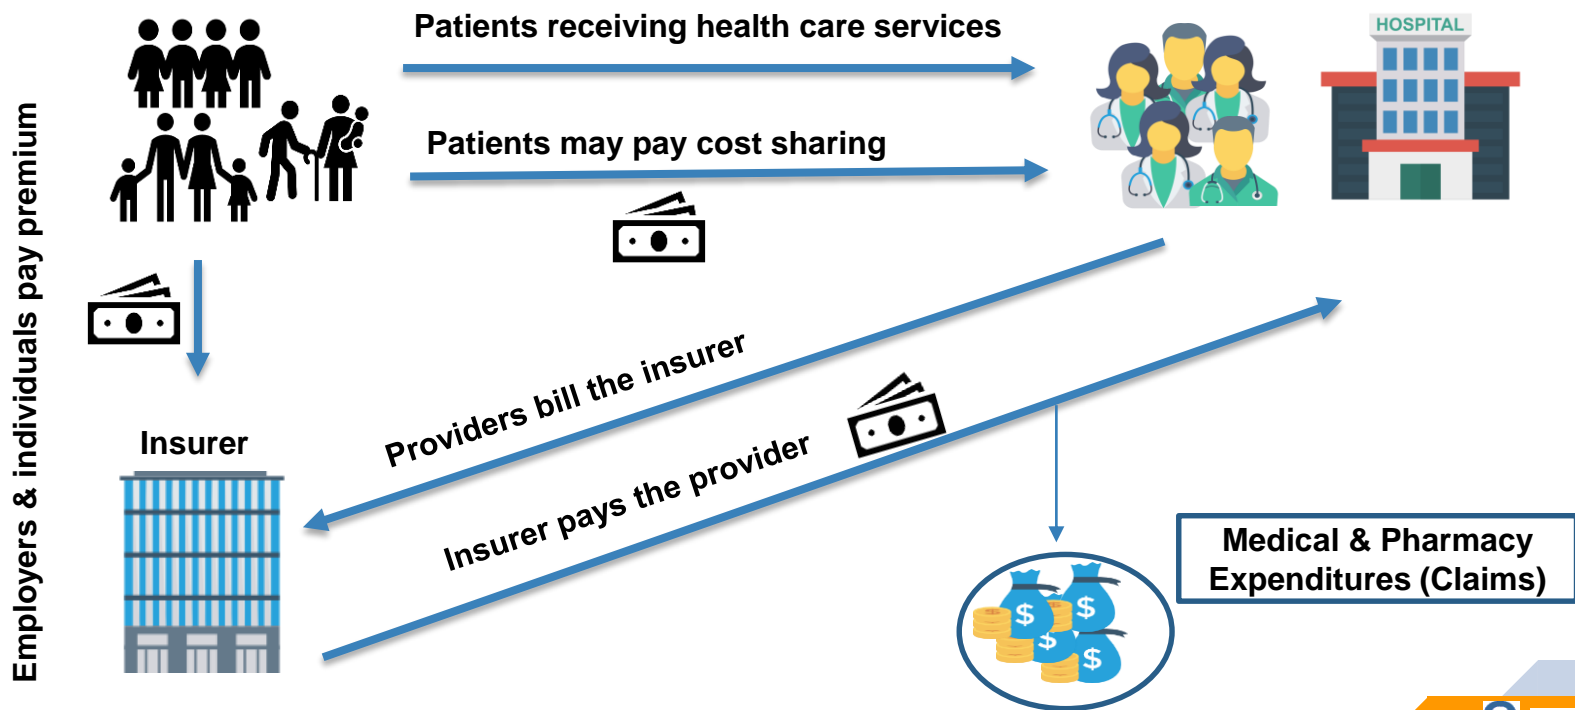 Patients receiving health care services
HOSPITAL
Patients may pay cost sharing
Employers & individuals pay premium
Providers bill the insurer
Insurer
Insurer pays the provider
$
$
$
$
Medical & Pharmacy
Expenditures (Claims)